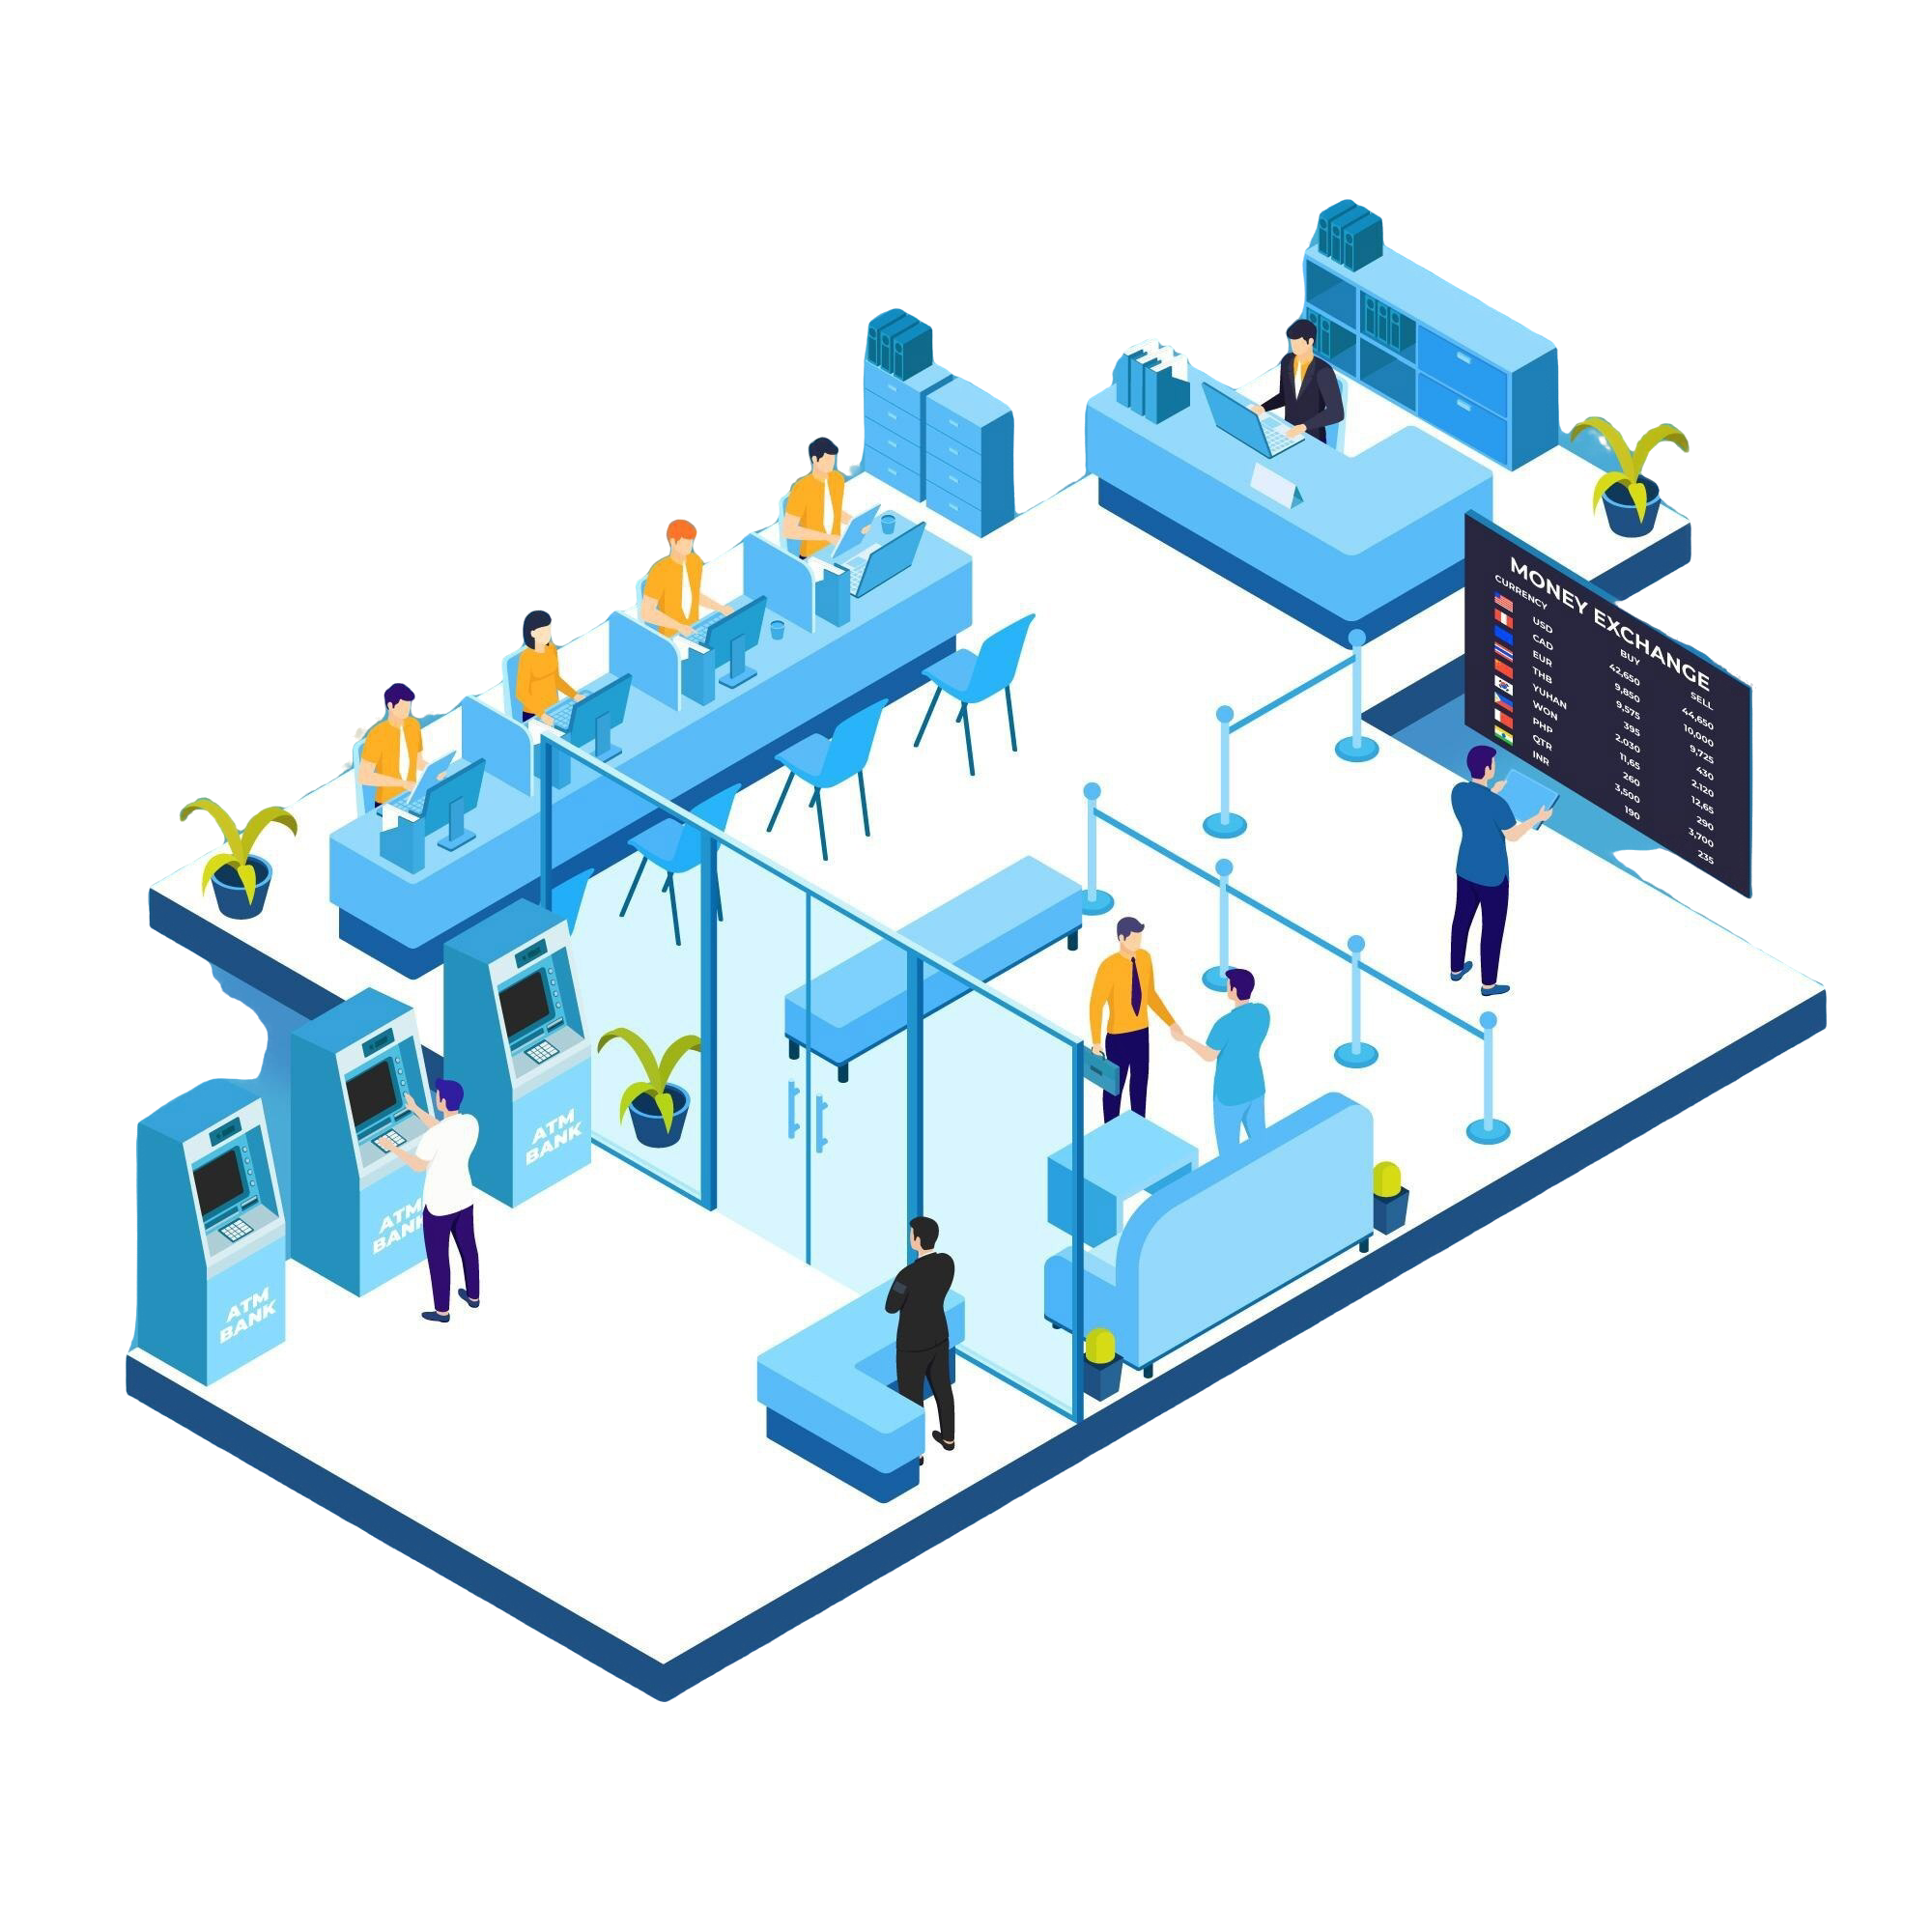 MONEY EXCHANGE
CURRENCY BUY SELL
USD 42,650 44,650
CAD 9,850 10,000
EUR 9,575 9,725
THB 395 430
YUHAN 2,030 2,120
WON 11,65 12,65
PHP 260 290
QTR 3,500 3,700
INR 190 235
ATM
BANK
ATM
BANK
ATM
BANK